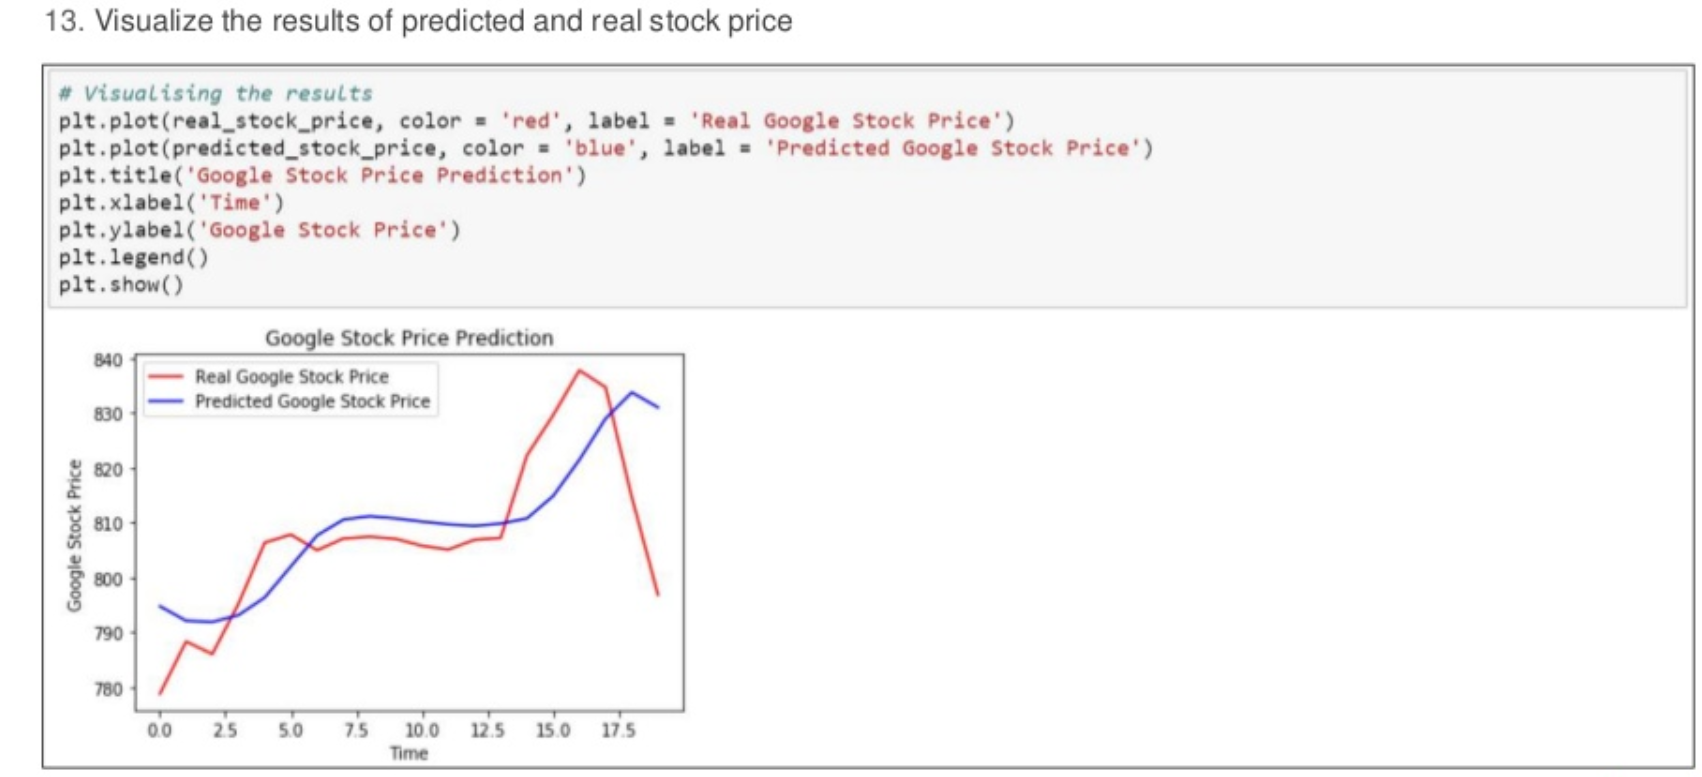 13. Visualize the results of predicted and real stock price
# Visualising the results
plt.plot(real_stock_price, color = 'red', label = 'Real Google Stock Price')
plt.plot(predicted_stock_price, color = 'blue', label = 'Predicted Google Stock Price')
plt.title('Google Stock Price Prediction')
plt.xlabel('Time')
plt.ylabel('Google Stock Price')
plt.legend()
plt.show()
Google Stock Price Prediction
Real Google Stock Price
Predicted Google Stock Price
Google Stock Price
840
830
820
810
800
790
780
0.0 2.5 5.0 7.5 10.0 12.5 15.0 17.5
Time